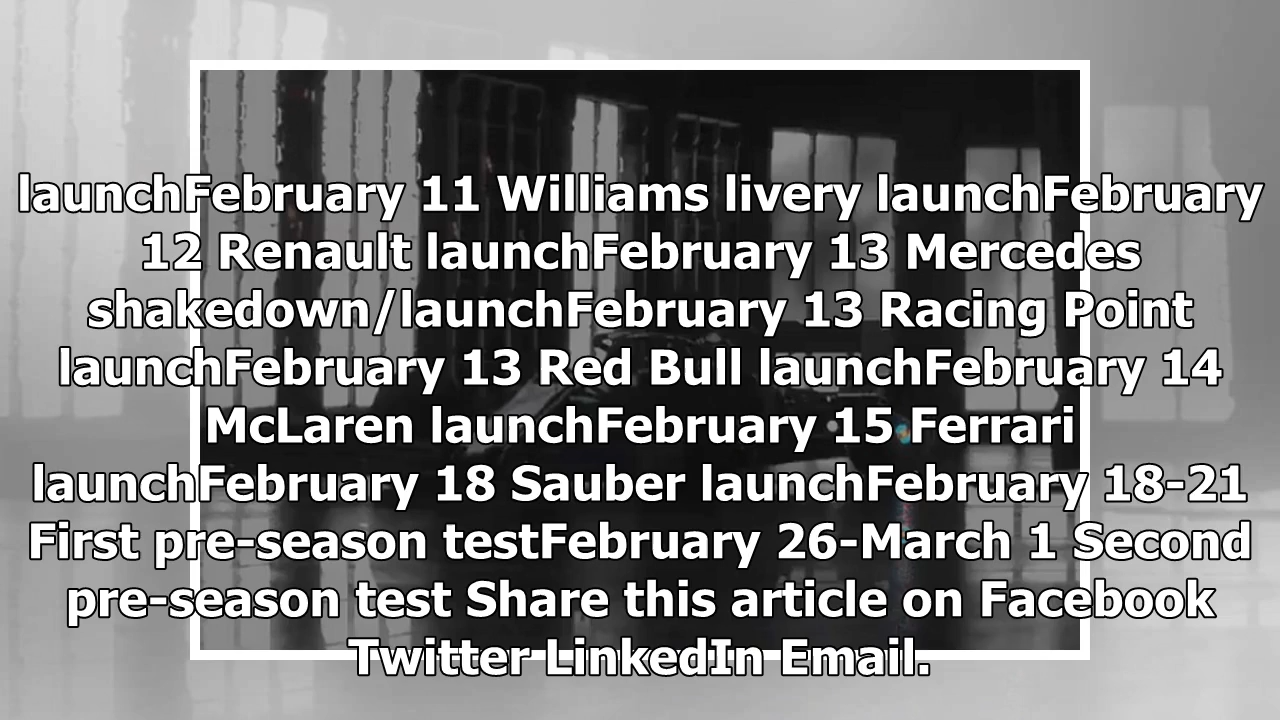 launchFebruary 11 Williams livery launchFebruary
12 Renault launchFebruary 13 Mercedes
shakedown/launchFebruary 13 Racing Point
launchFebruary 13 Red Bull launchFebruary 14
McLaren launchFebruary 15 Ferrari
launchFebruary 18 Sauber launchFebruary 18-21
First pre-season testFebruary 26-March 1 Second
pre-season test Share this article on Facebook
Twitter LinkedIn Email.